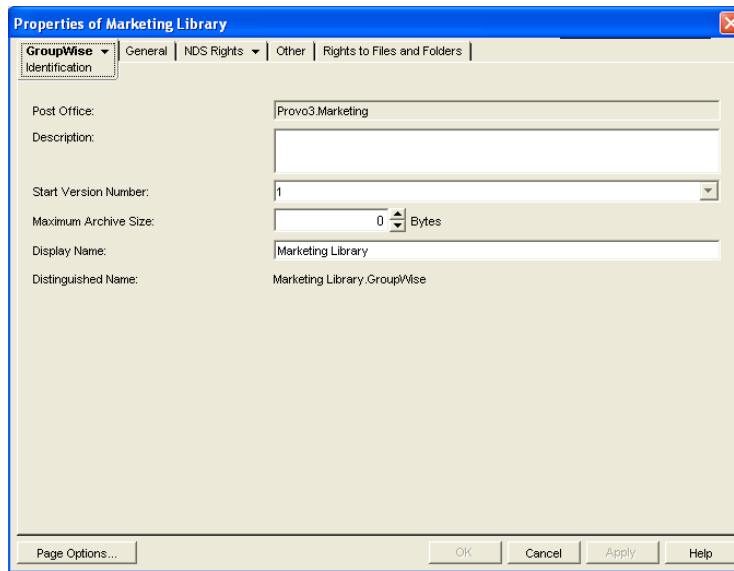 Properties of Marketing Library
GroupWise General NDS Rights Other Rights to Files and Folders
Identification
Post Office: Provo3.Marketing
Description:
Start Version Number: 1
Maximum Archive Size: 0 Bytes
Display Name: Marketing Library
Distinguished Name: Marketing Library.GroupWise
Page Options... OK Cancel Apply Help